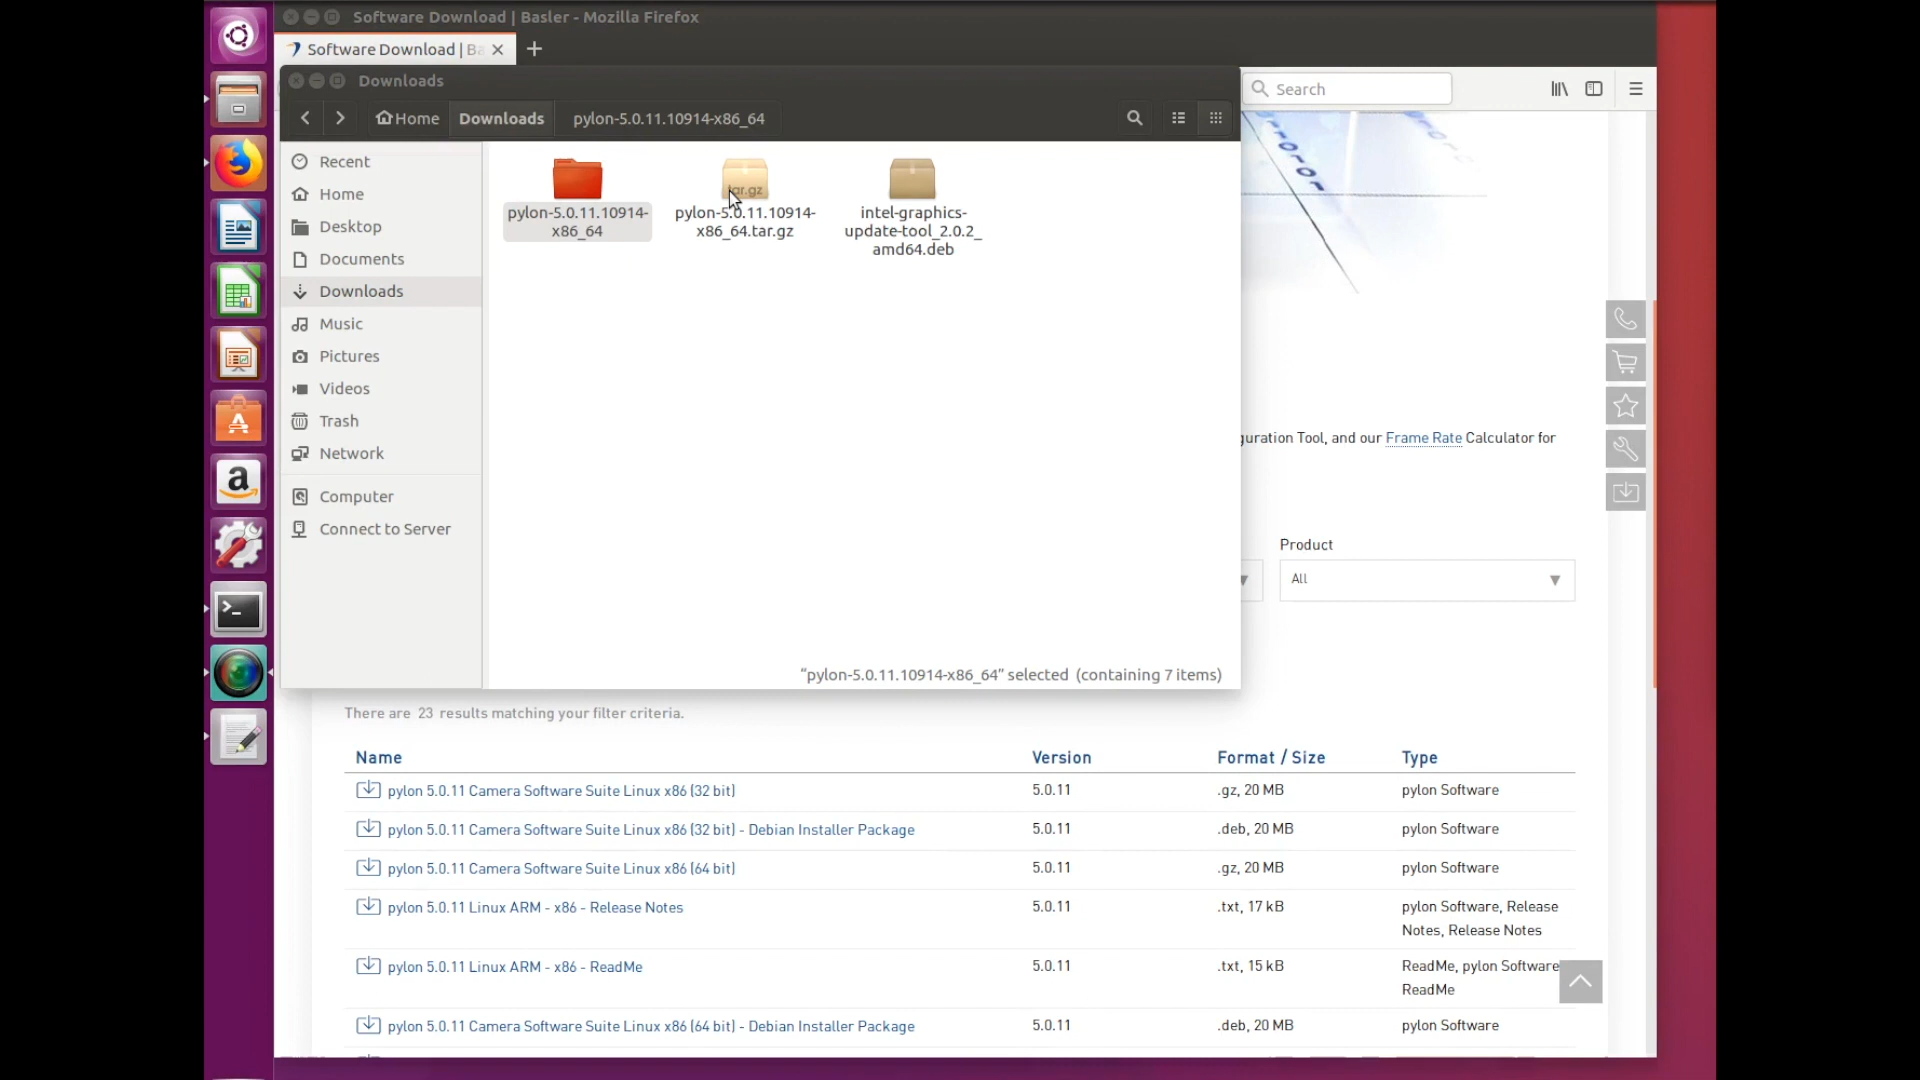 Software Download | Basler - Mozilla Firefox
Software Download | Ba
Downloads
Search
Home
Downloads
pylon-5.0.11.10914-x86_64
Recent
Home
Desktop
Documents
Downloads
Music
Pictures
Videos
Trash
Network
Computer
Connect to Server
pylon-5.0.11.10914-
x86_64
tar.gz
pylon-5.0.11.10914-
x86_64.tar.gz
intel-graphics-
update-tool_2.0.2_
amd64.deb
"pylon-5.0.11.10914-x86_64" selected (containing 7 items)
guration Tool, and our Frame Rate Calculator for
Product
All
There are 23 results matching your filter criteria.
Name Version Format / Size Type
pylon 5.0.11 Camera Software Suite Linux x86 (32 bit) 5.0.11 .gz, 20 MB pylon Software
pylon 5.0.11 Camera Software Suite Linux x86 (32 bit) - Debian Installer Package 5.0.11 .deb, 20 MB pylon Software
pylon 5.0.11 Camera Software Suite Linux x86 (64 bit) 5.0.11 .gz, 20 MB pylon Software
pylon 5.0.11 Linux ARM - x86 - Release Notes 5.0.11 .txt, 17 kB pylon Software, Release
Notes, Release Notes
pylon 5.0.11 Linux ARM - x86 - ReadMe 5.0.11 .txt, 15 kB ReadMe, pylon Software
ReadMe
pylon 5.0.11 Camera Software Suite Linux x86 (64 bit) - Debian Installer Package 5.0.11 .deb, 20 MB pylon Software